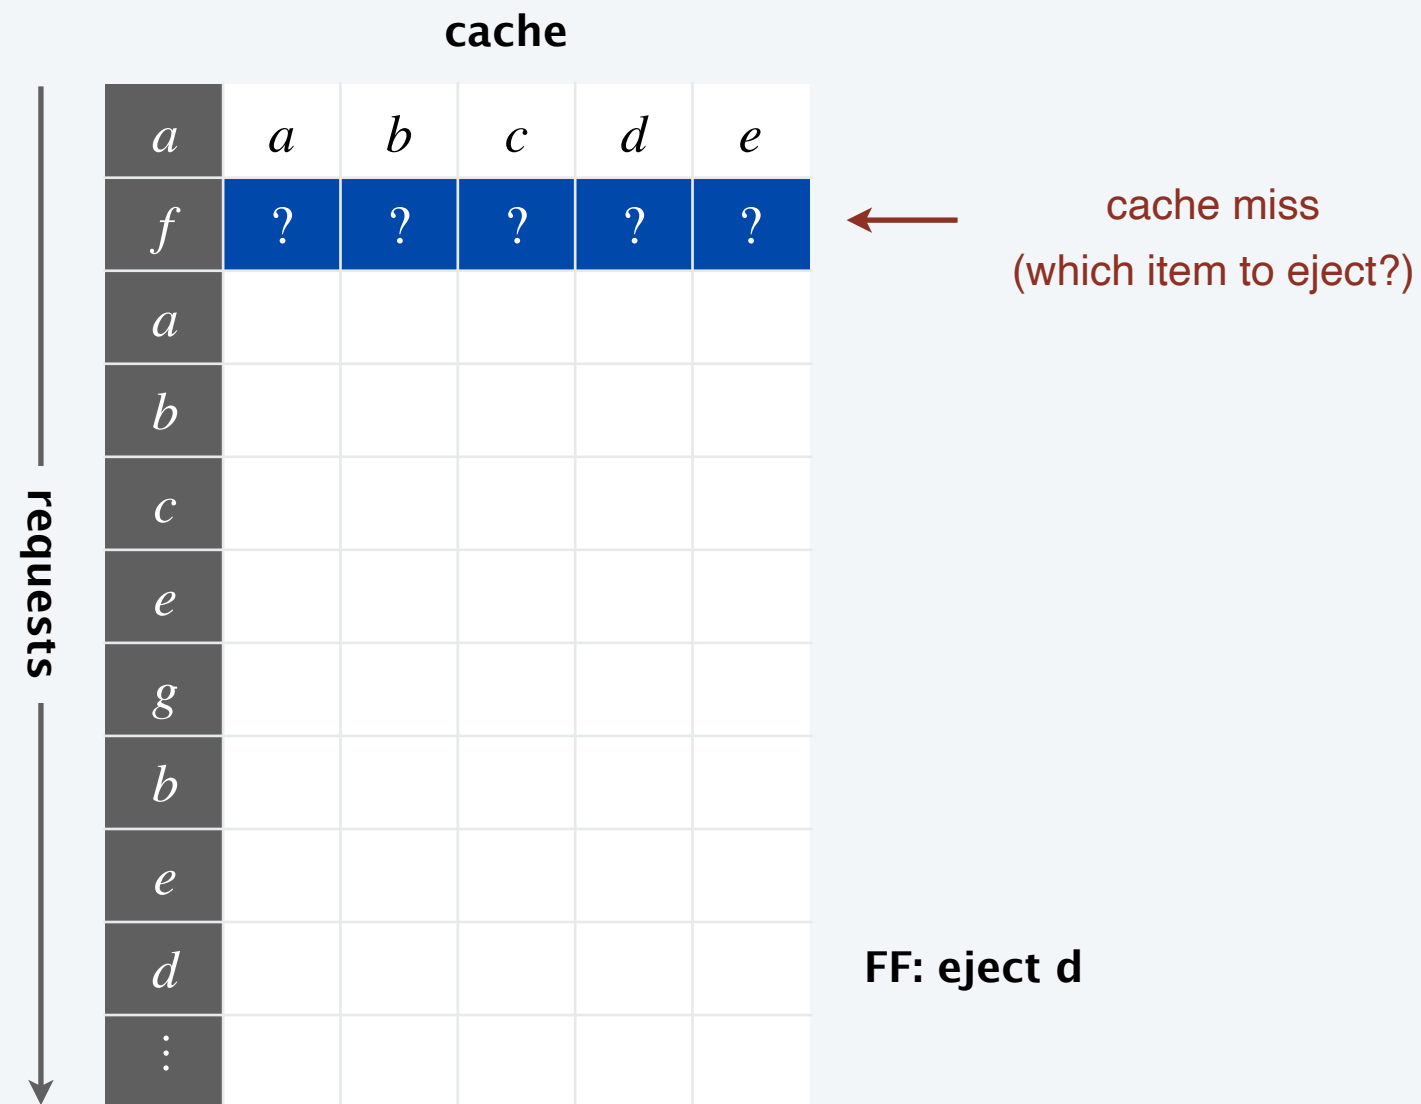 cache
a a b c d e
f ? ? ? ? ?
cache miss
(which item to eject?)
a
b
c
e
g
b
e
d
FF: eject d
⋮
requests